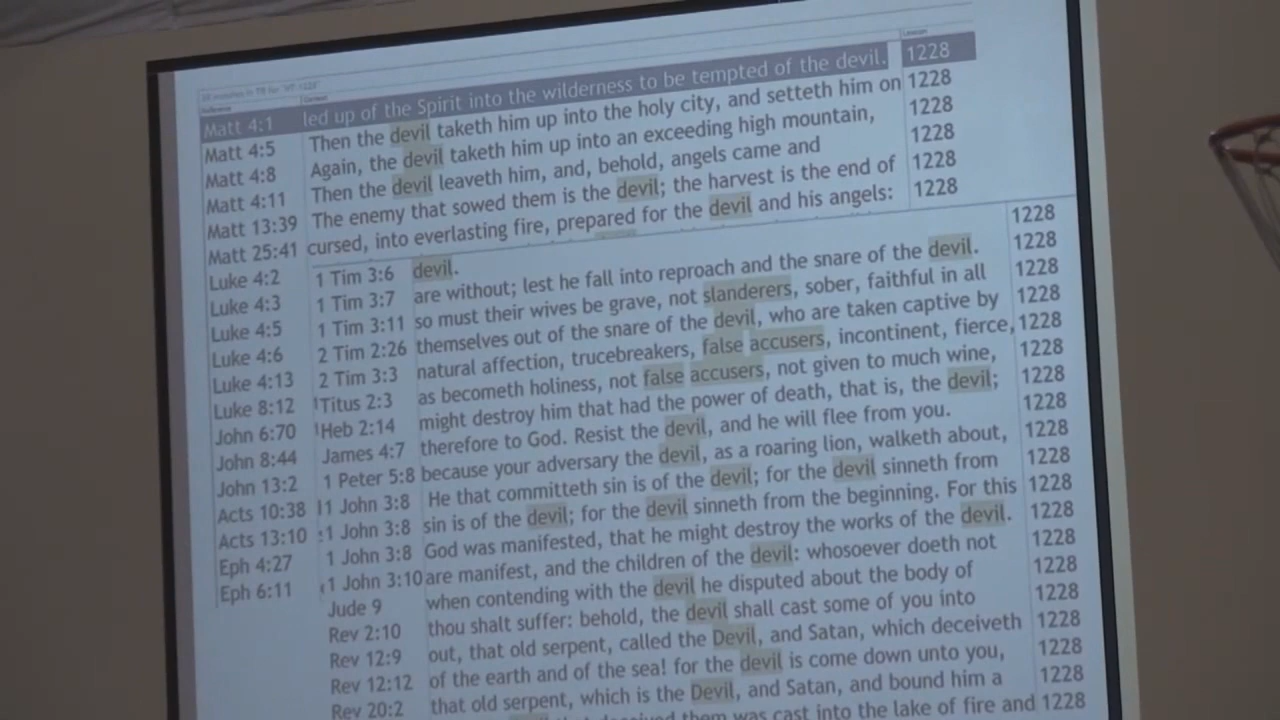 38 matches in TR for
Reference Context Lexicon
Matt 4:1 led up of the Spirit into the wilderness to be tempted of the devil. 1228
Matt 4:5 Then the devil taketh him up into the holy city, and setteth him on 1228
Matt 4:8 Again, the devil taketh him up into an exceeding high mountain, 1228
Matt 4:11 Then the devil leaveth him, and, behold, angels came and 1228
Matt 13:39 The enemy that sowed them is the devil; the harvest is the end of 1228
Matt 25:41 cursed, into everlasting fire, prepared for the devil and his angels: 1228
Luke 4:2
Luke 4:3
Luke 4:5
Luke 4:6
Luke 4:13
Luke 8:12
John 6:70
John 8:44
John 13:2
Acts 10:38
Acts 13:10
Eph 4:27
Eph 6:11
1 Tim 3:6 devil. 1228
1 Tim 3:7 are without; lest he fall into reproach and the snare of the devil. 1228
1 Tim 3:11 so must their wives be grave, not slanderers, sober, faithful in all 1228
2 Tim 2:26 themselves out of the snare of the devil, who are taken captive by 1228
2 Tim 3:3 natural affection, trucebreakers, false accusers, incontinent, fierce, 1228
Titus 2:3 as becometh holiness, not false accusers, not given to much wine, 1228
Heb 2:14 might destroy him that had the power of death, that is, the devil; 1228
James 4:7 therefore to God. Resist the devil, and he will flee from you. 1228
1 Peter 5:8 because your adversary the devil, as a roaring lion, walketh about, 1228
1 John 3:8 He that committeth sin is of the devil; for the devil sinneth from 1228
1 John 3:8 sin is of the devil; for the devil sinneth from the beginning. For this 1228
1 John 3:8 God was manifested, that he might destroy the works of the devil. 1228
1 John 3:10 are manifest, and the children of the devil: whosoever doeth not 1228
Jude 9 when contending with the devil he disputed about the body of 1228
Rev 2:10 thou shalt suffer: behold, the devil shall cast some of you into 1228
Rev 12:9 out, that old serpent, called the Devil, and Satan, which deceiveth 1228
Rev 12:12 of the earth and of the sea! for the devil is come down unto you, 1228
Rev 20:2 that old serpent, which is the Devil, and Satan, and bound him a 1228
that deceived them was cast into the lake of fire and 1228